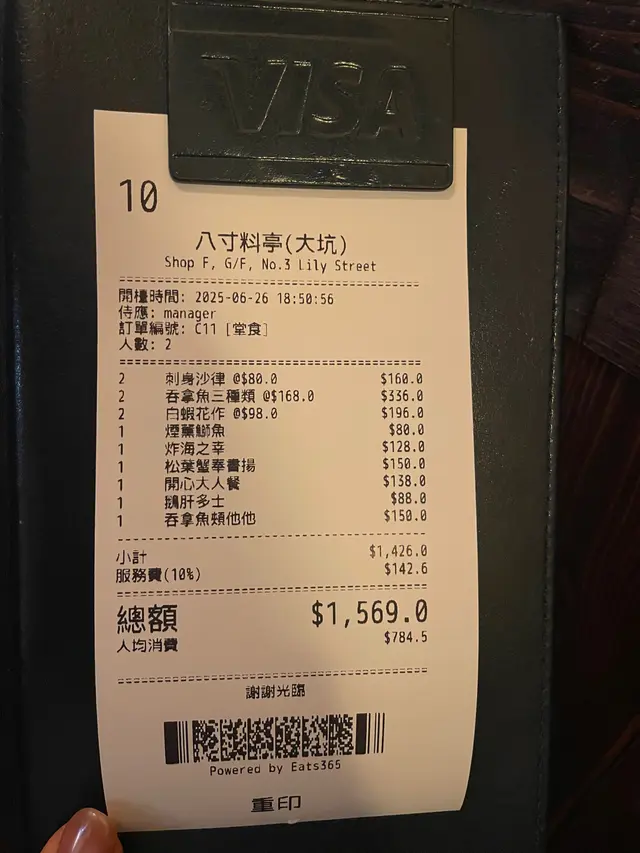 VISA
10
八寸料亭(大坑)
Shop F, G/F, No.3 Lily Street
開檯時間: 2025-06-26 18:50:56
侍應: manager
訂單編號: C11 [堂食]
人數: 2
2 刺身沙律 @$80.0 $160.0
2 吞拿魚三種類 @$168.0 $336.0
2 白蝦花作 @$98.0 $196.0
1 煙薰鰤魚 $80.0
1 炸海之幸 $128.0
1 松葉蟹奉書揚 $150.0
1 開心大人餐 $138.0
1 鵝肝多士 $88.0
1 吞拿魚頰他他 $150.0
小計 $1,426.0
服務費(10%) $142.6
總額 $1,569.0
人均消費 $784.5
謝謝光臨
Powered by Eats365
重印